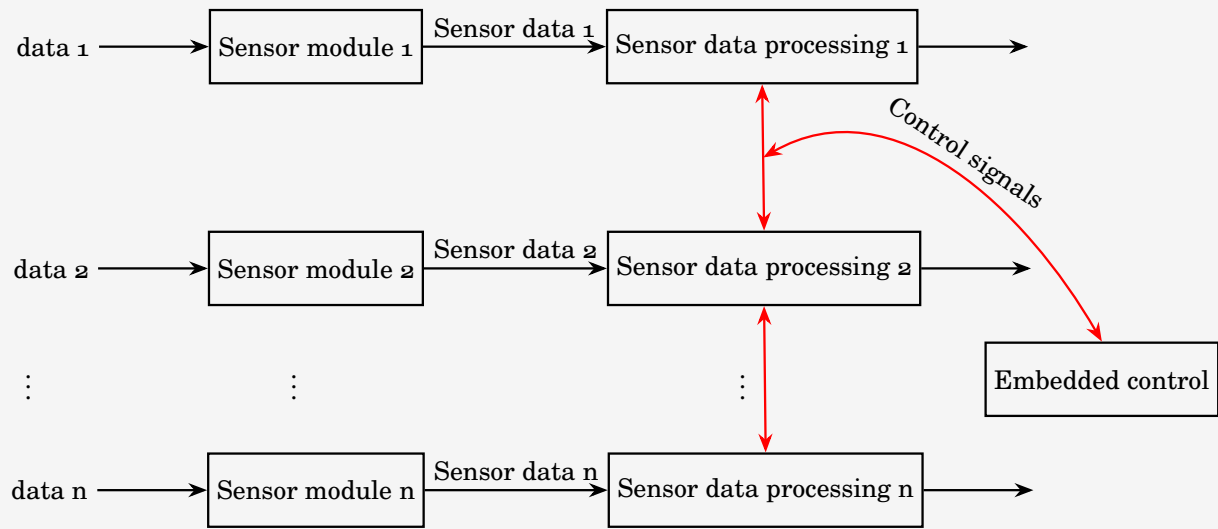 data 1
Sensor module 1
Sensor data 1
Sensor data processing 1
Control signals
data 2
Sensor module 2
Sensor data 2
Sensor data processing 2
⋮
⋮
⋮
Embedded control
data n
Sensor module n
Sensor data n
Sensor data processing n